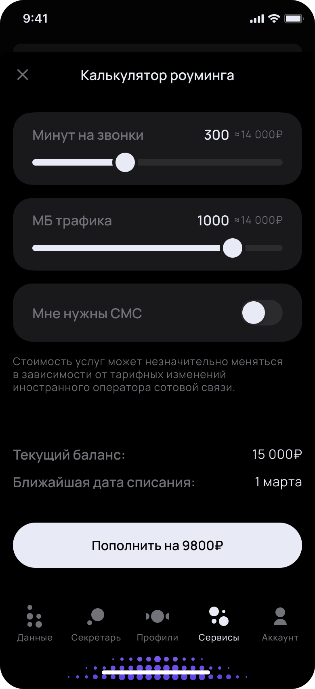 9:41
Калькулятор роуминга
Минут на звонки 300 ≈14 000₽
МБ трафика 1000 ≈14 000₽
Мне нужны СМС
Стоимость услуг может незначительно меняться
в зависимости от тарифных изменений
иностранного оператора сотовой связи.
Текущий баланс: 15 000₽
Ближайшая дата списания: 1 марта
Пополнить на 9800₽
Данные Секретарь Профили Сервисы Аккаунт